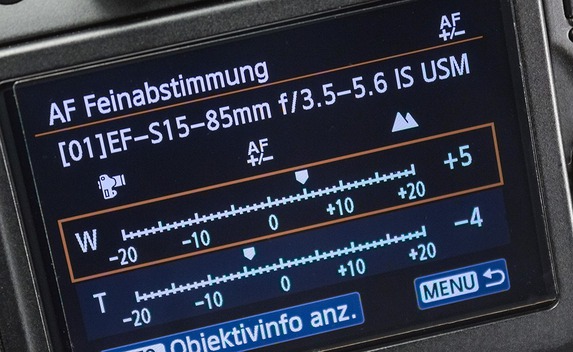 AF
+/−
AF Feinabstimmung
[01]EF-S15-85mm f/3.5-5.6 IS USM
AF
+/−
W
+5
-20 -10 0 +10 +20
T
-4
-20 -10 0 +10 +20
Objektivinfo anz.
MENU